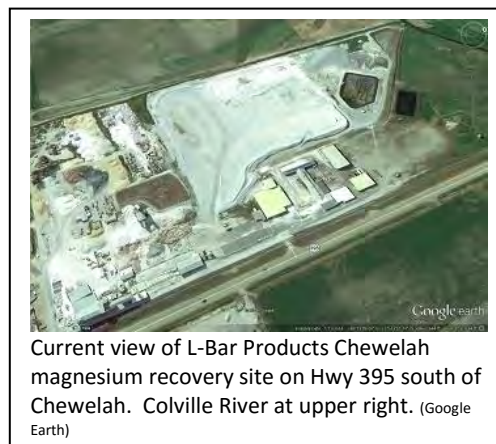 Google earth
Current view of L-Bar Products Chewelah
magnesium recovery site on Hwy 395 south of
Chewelah. Colville River at upper right. (Google
Earth)